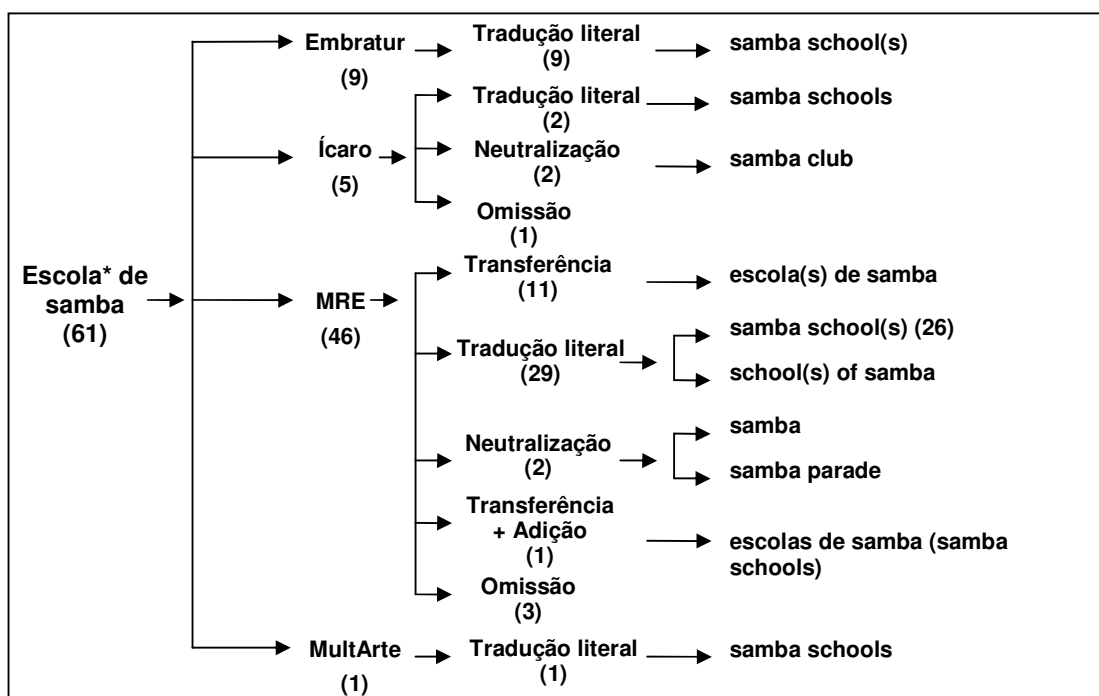 Embratur
(9)
Tradução literal
(9)
samba school(s)
Tradução literal
(2)
samba schools
Ícaro
(5)
Neutralização
(2)
samba club
Omissão
(1)
Escola* de
samba
(61)
MRE
(46)
Transferência
(11)
escola(s) de samba
Tradução literal
(29)
samba school(s) (26)
school(s) of samba
Neutralização
(2)
samba
samba parade
Transferência
+ Adição
(1)
escolas de samba (samba
schools)
Omissão
(3)
MultArte
(1)
Tradução literal
(1)
samba schools